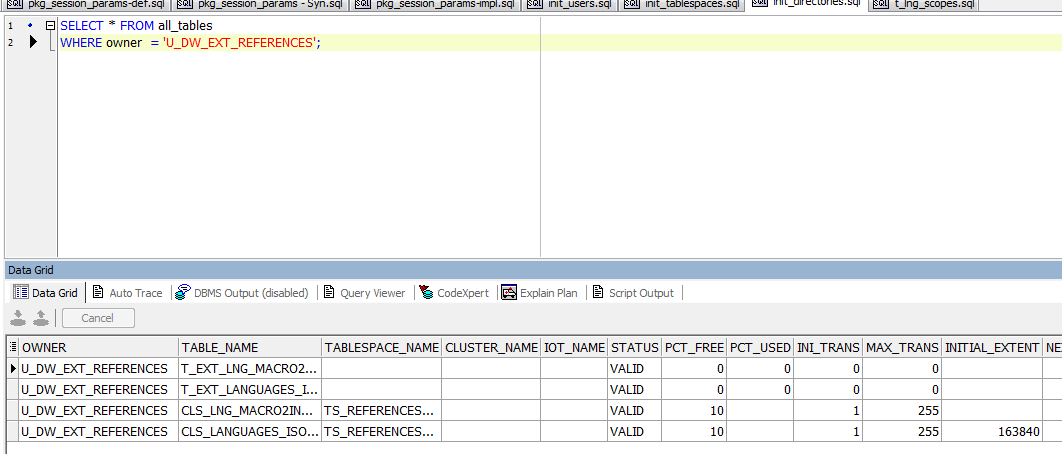 pkg_session_params-def.sql pkg_session_params - Syn.sql pkg_session_params-impl.sql init_users.sql init_tablespaces.sql init_directories.sql t_lng_scopes.sql
1 SELECT * FROM all_tables
2 WHERE owner = 'U_DW_EXT_REFERENCES';
Data Grid
Data Grid Auto Trace DBMS Output (disabled) Query Viewer CodeXpert Explain Plan Script Output
Cancel
OWNER TABLE_NAME TABLESPACE_NAME CLUSTER_NAME IOT_NAME STATUS PCT_FREE PCT_USED INI_TRANS MAX_TRANS INITIAL_EXTENT NE
U_DW_EXT_REFERENCES T_EXT_LNG_MACRO2... VALID 0 0 0 0
U_DW_EXT_REFERENCES T_EXT_LANGUAGES_I... VALID 0 0 0 0
U_DW_EXT_REFERENCES CLS_LNG_MACRO2IN... TS_REFERENCES... VALID 10 1 255
U_DW_EXT_REFERENCES CLS_LANGUAGES_ISO... TS_REFERENCES... VALID 10 1 255 163840